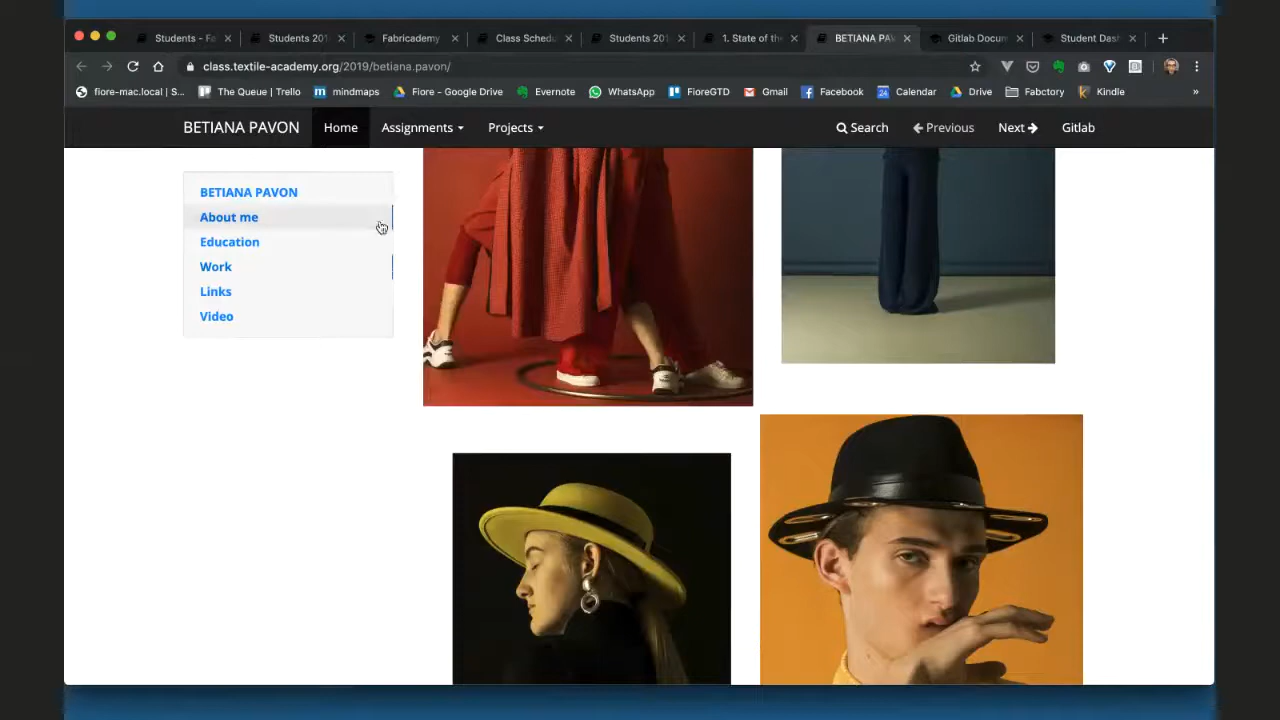 Students - Fa
Students 201
Fabricademy
Class Schedu
Students 201
1. State of the
BETIANA PAV
Gitlab Docum
Student Dash
class.textile-academy.org/2019/betiana.pavon/
fiore-mac.local | S...
The Queue | Trello
mindmaps
Fiore - Google Drive
Evernote
WhatsApp
FioreGTD
Gmail
Facebook
Calendar
Drive
Fabctory
Kindle
»
BETIANA PAVON
Home
Assignments
Projects
Search
Previous
Next
Gitlab
BETIANA PAVON
About me
Education
Work
Links
Video